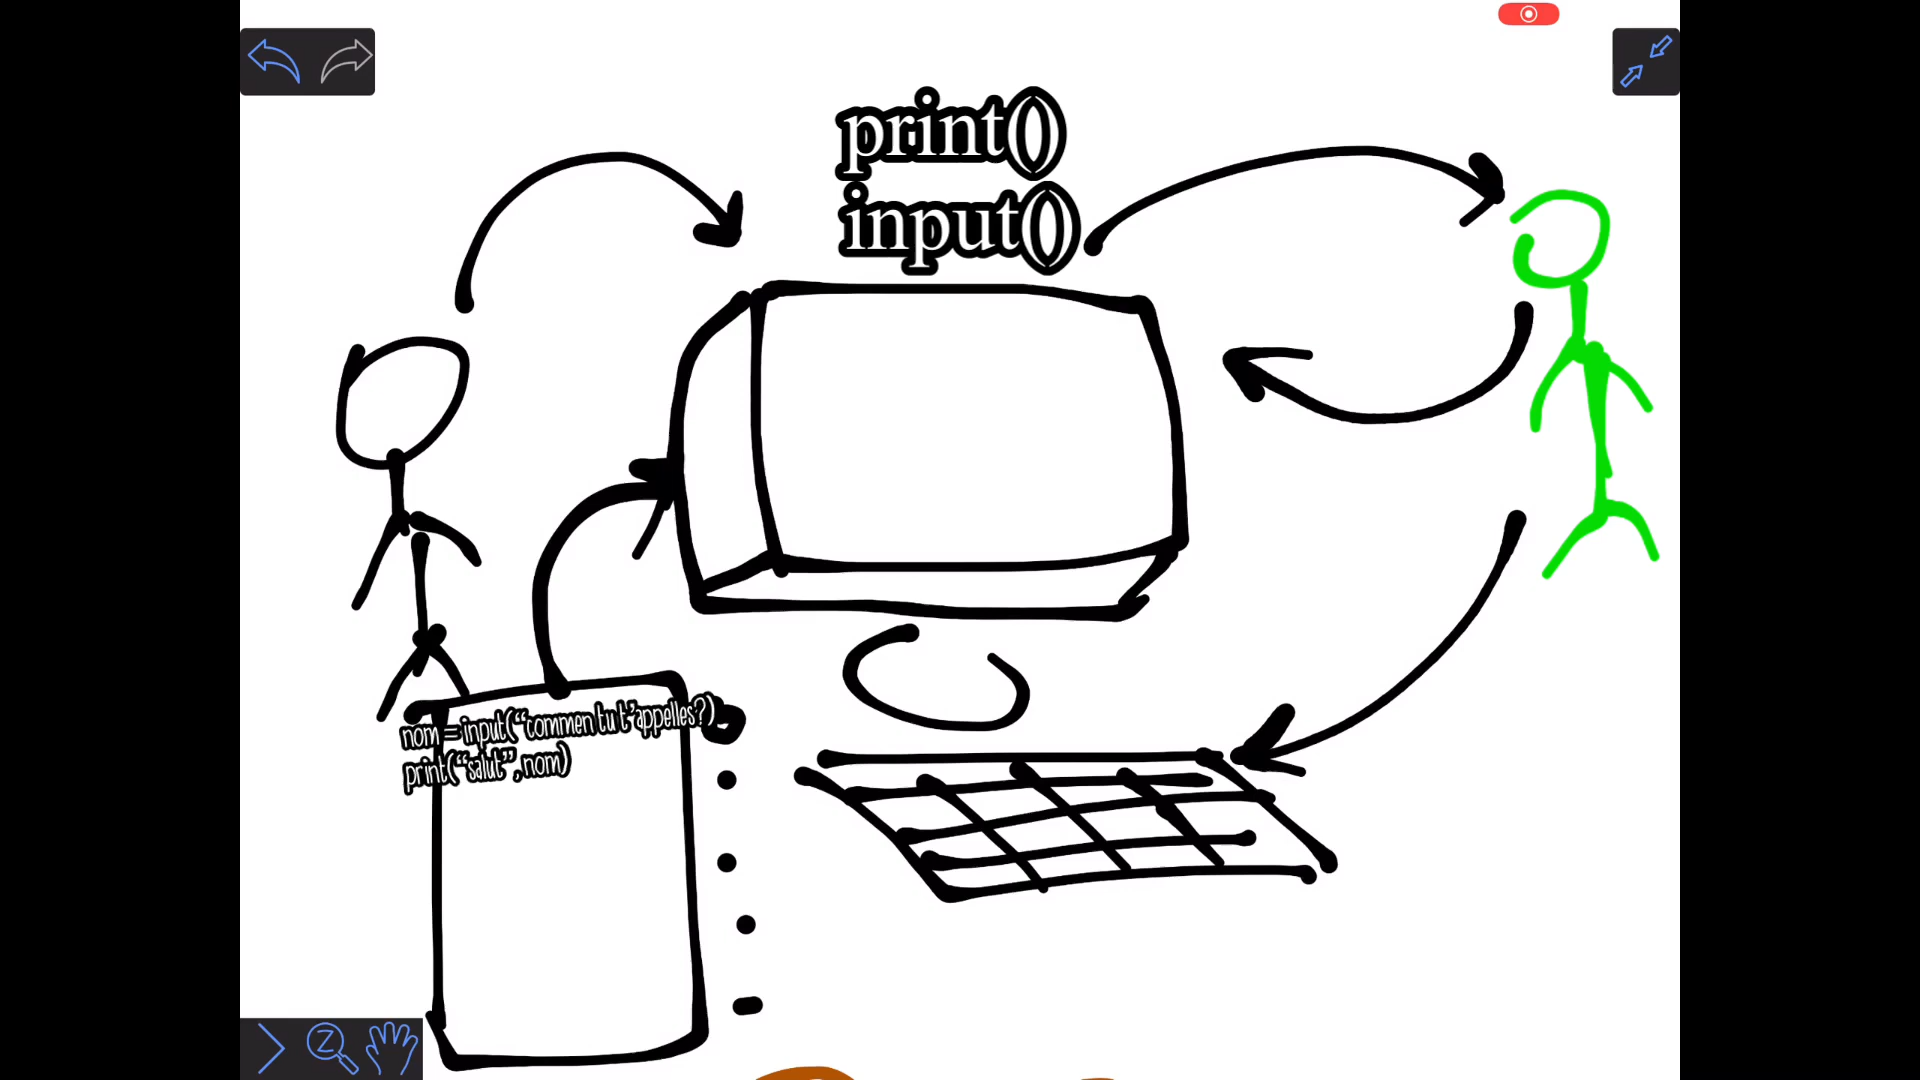 print()
input()
nom = input(“commen tu t’appelles?)
print(“salut”, nom)